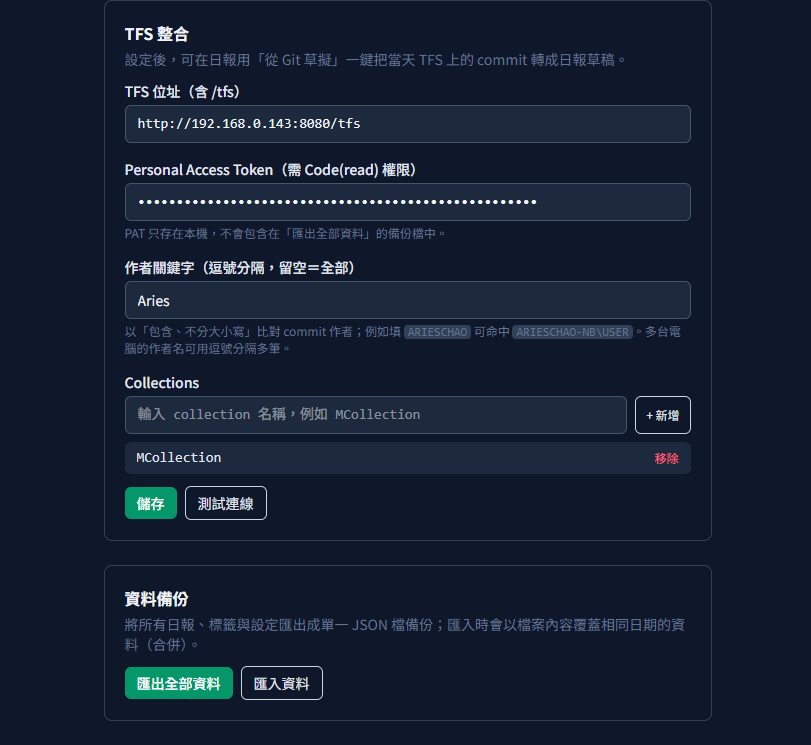 TFS 整合
設定後，可在日報用「從 Git 草擬」一鍵把當天 TFS 上的 commit 轉成日報草稿。
TFS 位址（含 /tfs）
http://192.168.0.143:8080/tfs
Personal Access Token（需 Code(read) 權限）
••••••••••••••••••••••••••••••••••••••••••••••••••••
PAT 只存在本機，不會包含在「匯出全部資料」的備份檔中。
作者關鍵字（逗號分隔，留空＝全部）
Aries
以「包含、不分大小寫」比對 commit 作者；例如填 ARIESCHAO 可命中 ARIESCHAO-NB\USER 。多台電
腦的作者名可用逗號分隔多筆。
Collections
輸入 collection 名稱，例如 MCollection
+ 新增
MCollection
移除
儲存
測試連線
資料備份
將所有日報、標籤與設定匯出成單一 JSON 檔備份；匯入時會以檔案內容覆蓋相同日期的資
料（合併）。
匯出全部資料
匯入資料